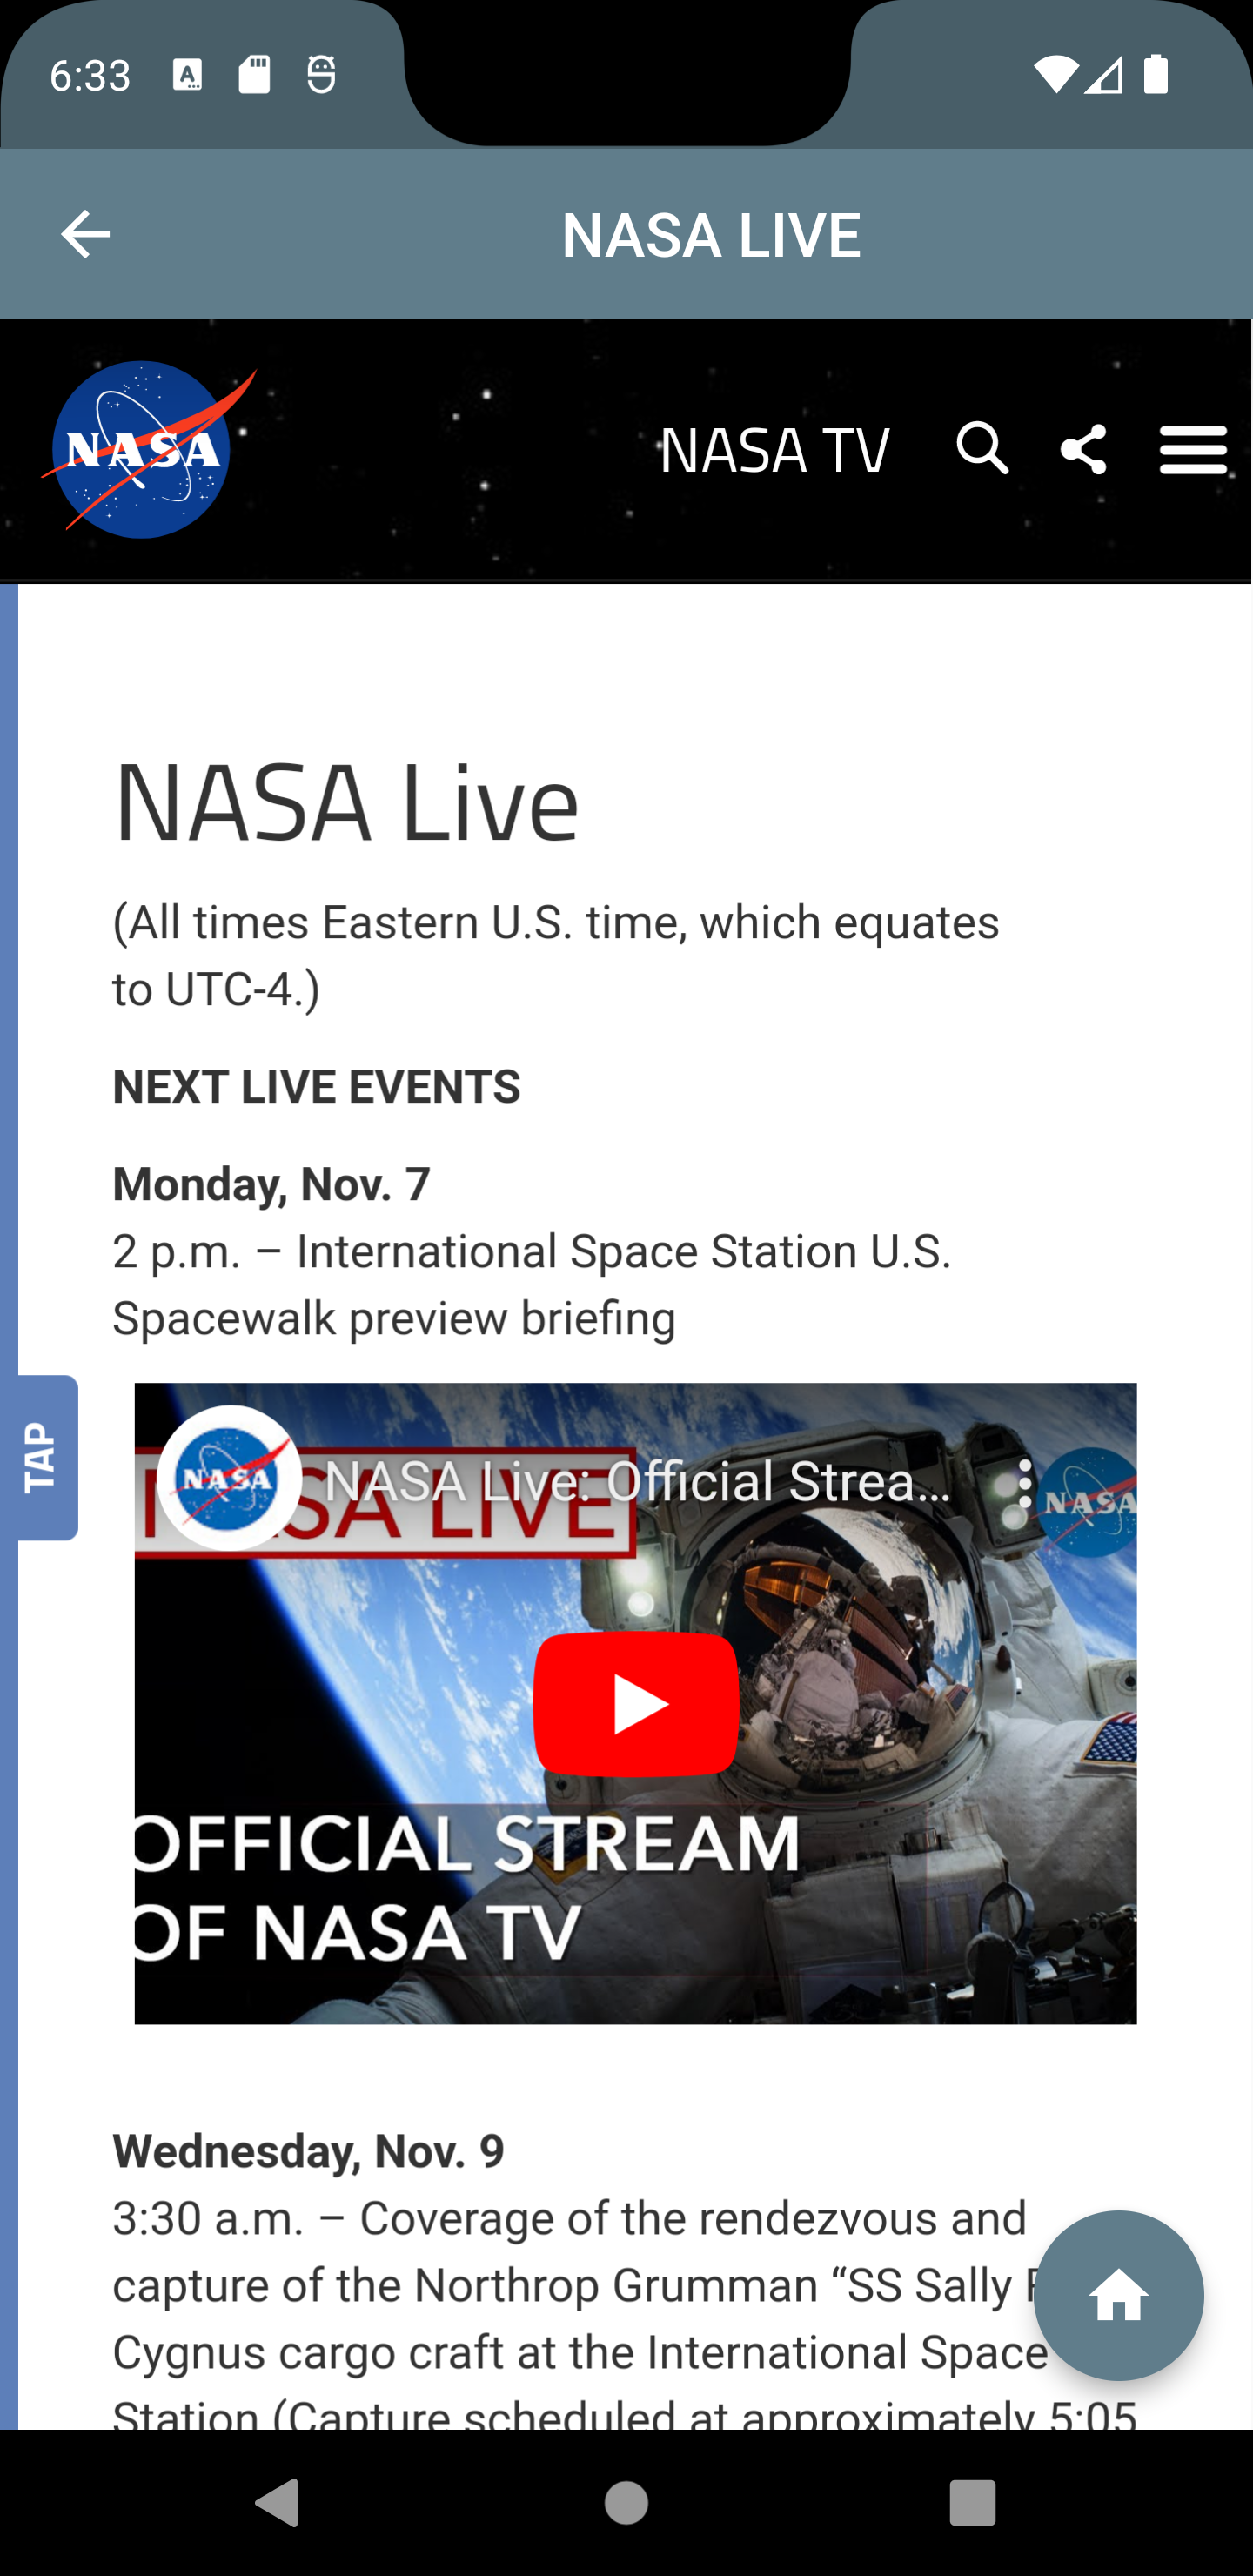 6:33
NASA LIVE
NASA
NASA TV
NASA Live
(All times Eastern U.S. time, which equates
to UTC-4.)
NEXT LIVE EVENTS
Monday, Nov. 7
2 p.m. – International Space Station U.S.
Spacewalk preview briefing
TAP
NASA
NASA Live: Official Strea...
SA LIVE
NASA
OFFICIAL STREAM
OF NASA TV
Wednesday, Nov. 9
3:30 a.m. – Coverage of the rendezvous and
capture of the Northrop Grumman “SS Sally
Cygnus cargo craft at the International Space
Station (Capture scheduled at approximately 5:05